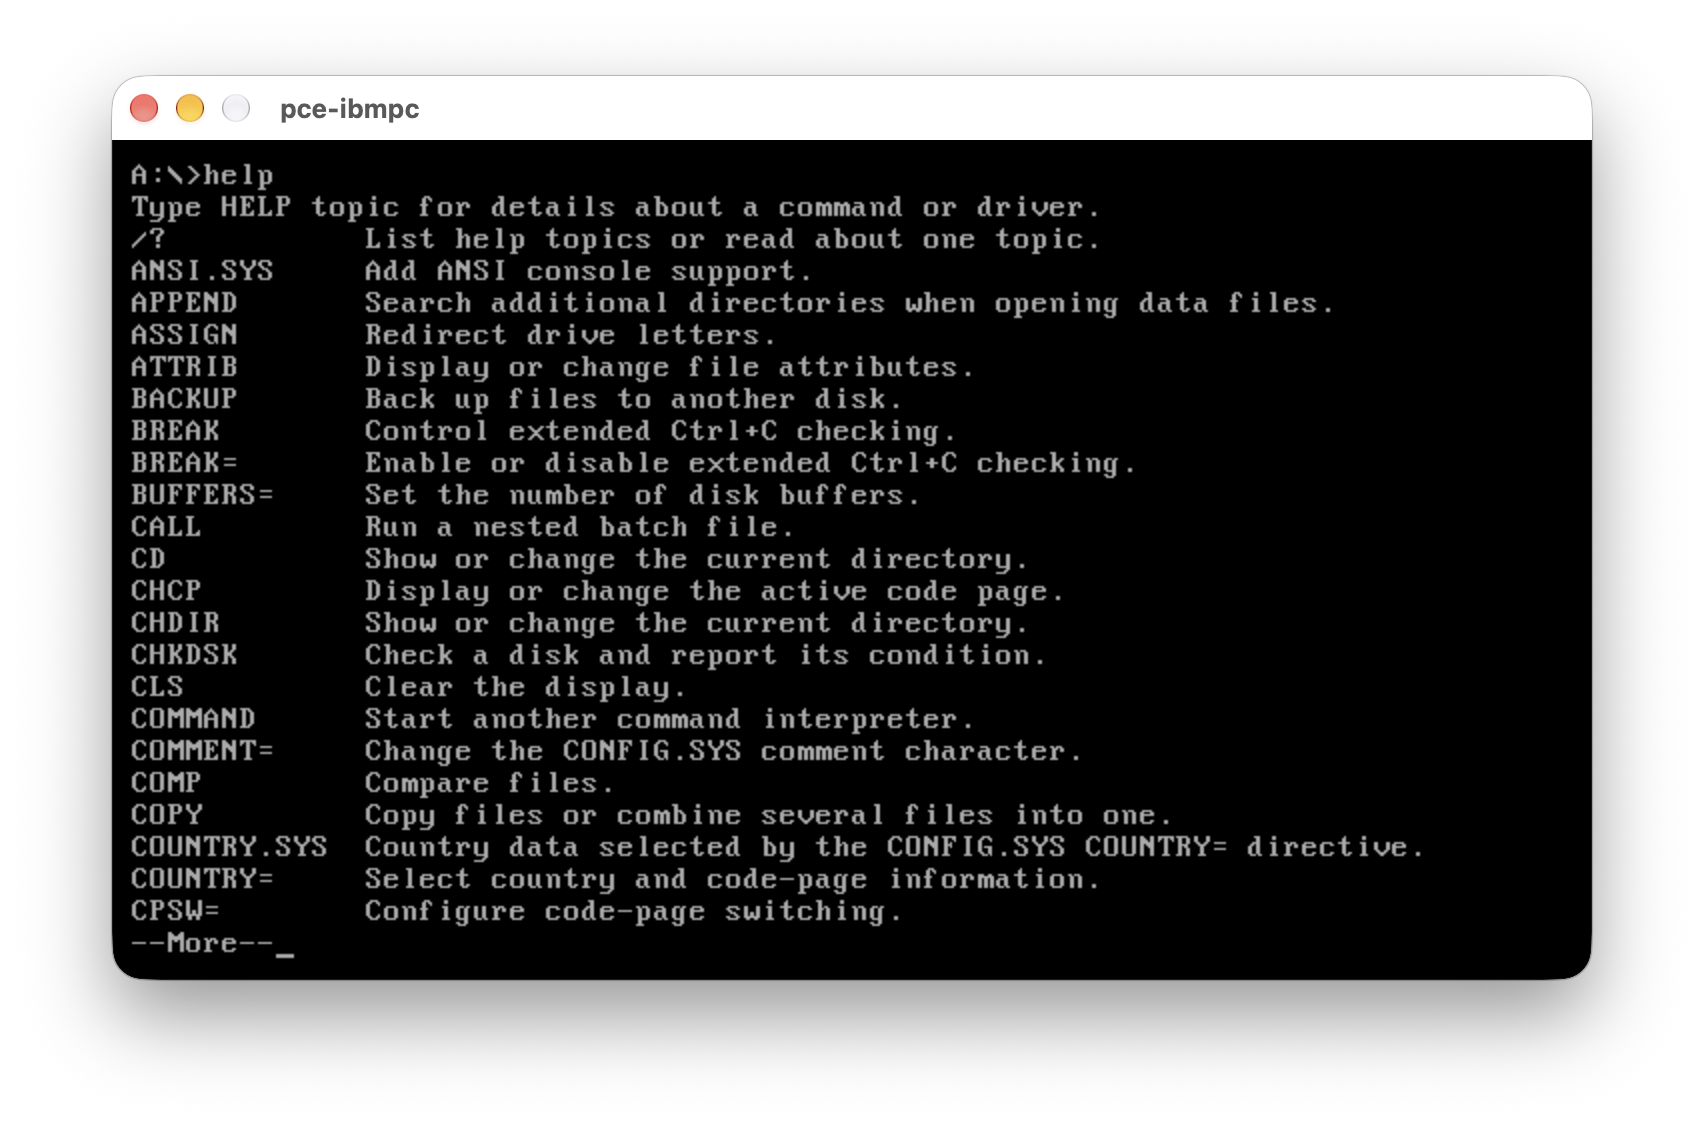 pce-ibmpc
A:\>help
Type HELP topic for details about a command or driver.
/?           List help topics or read about one topic.
ANSI.SYS     Add ANSI console support.
APPEND       Search additional directories when opening data files.
ASSIGN       Redirect drive letters.
ATTRIB       Display or change file attributes.
BACKUP       Back up files to another disk.
BREAK        Control extended Ctrl+C checking.
BREAK=       Enable or disable extended Ctrl+C checking.
BUFFERS=     Set the number of disk buffers.
CALL         Run a nested batch file.
CD           Show or change the current directory.
CHCP         Display or change the active code page.
CHDIR        Show or change the current directory.
CHKDSK       Check a disk and report its condition.
CLS          Clear the display.
COMMAND      Start another command interpreter.
COMMENT=     Change the CONFIG.SYS comment character.
COMP         Compare files.
COPY         Copy files or combine several files into one.
COUNTRY.SYS  Country data selected by the CONFIG.SYS COUNTRY= directive.
COUNTRY=     Select country and code-page information.
CPSW=        Configure code-page switching.
--More--_